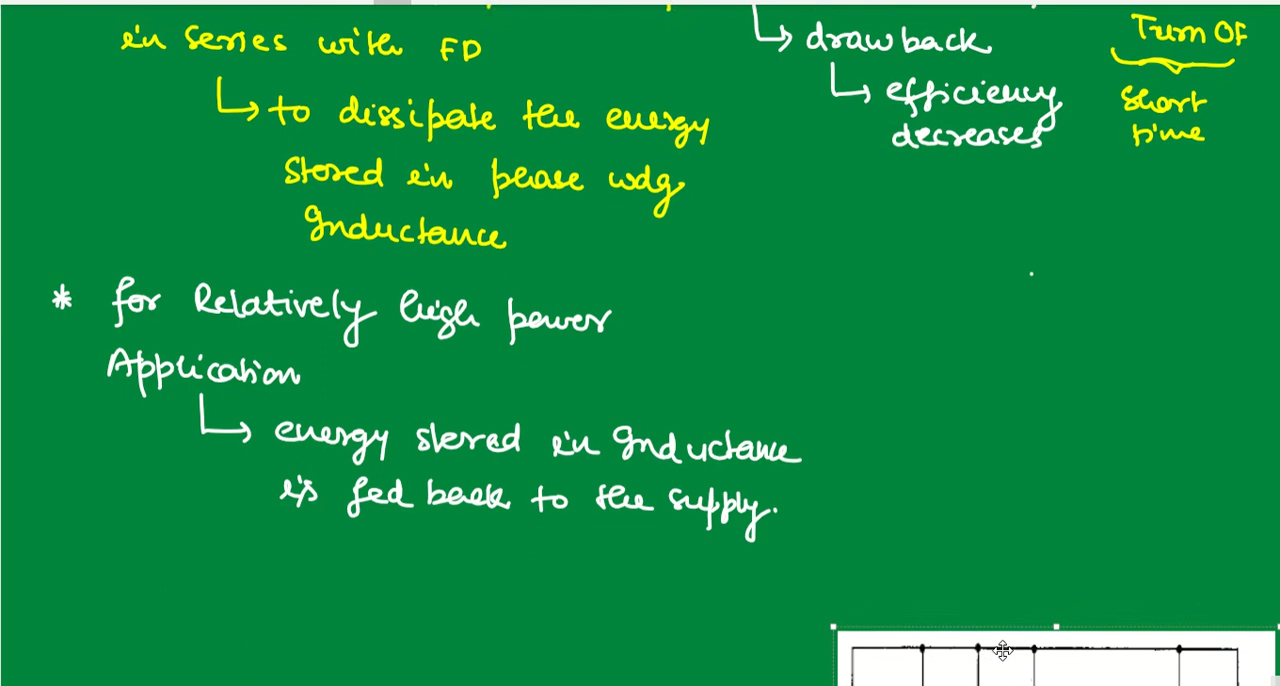 in series with FD
↳ to dissipate the energy
stored in phase wdg
Inductance
↳ drawback
↳ efficiency
decreases
Turn OF
short
time
* for Relatively high power
Application
↳ energy stored in Inductance
is fed back to the supply.